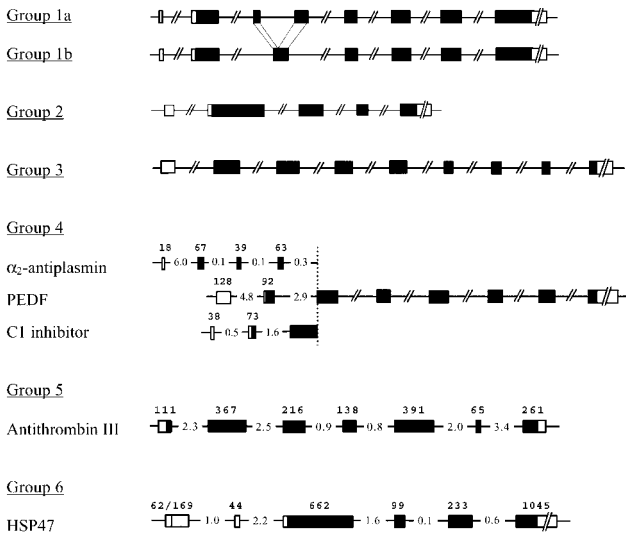 Group 1a
Group 1b
Group 2
Group 3
Group 4
18 67 39 63
α2-antiplasmin 6.0 0.1 0.1 0.3
128 92
PEDF 4.8 2.9
38 73
C1 inhibitor 0.5 1.6
Group 5
111 367 216 138 391 65 261
Antithrombin III 2.3 2.5 0.9 0.8 2.0 3.4
Group 6
62/169 44 662 99 233 1045
HSP47 1.0 2.2 1.6 0.1 0.6